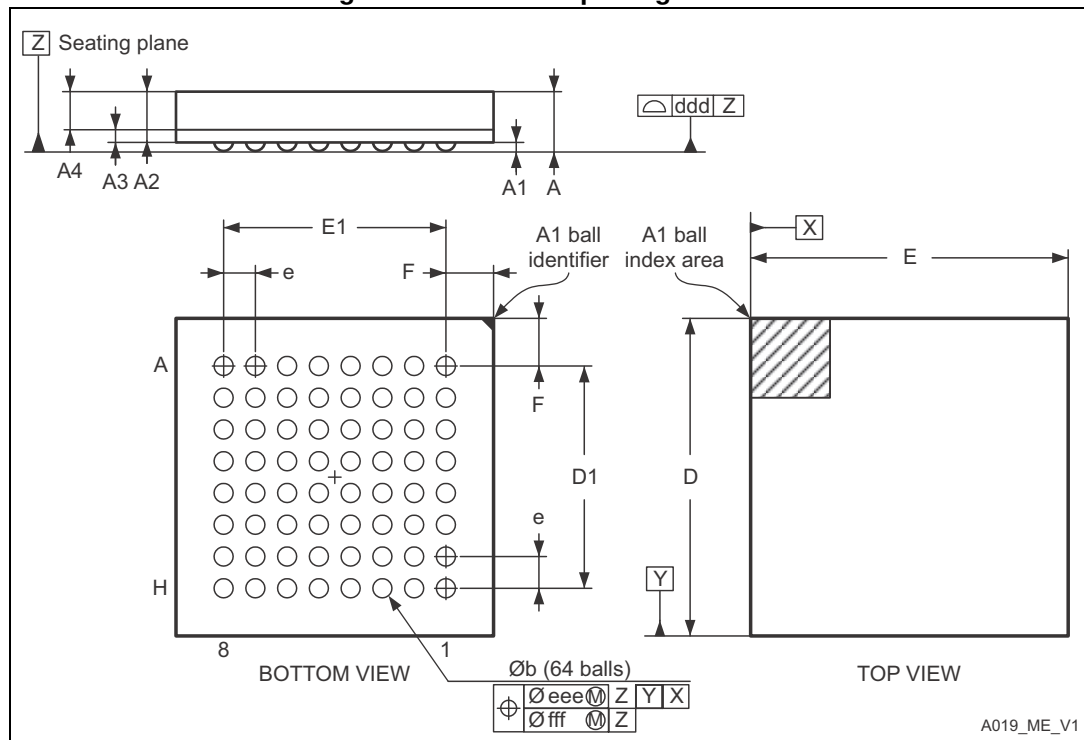 Z Seating plane
ddd Z
A4
A3 A2
A1 A
E1
A1 ball
identifier
A1 ball
index area
X
e
F
E
A
F
D1
D
e
H
Y
8
1
BOTTOM VIEW
Øb (64 balls)
TOP VIEW
Ø eee Ⓜ Z Y X
Ø fff Ⓜ Z
A019_ME_V1